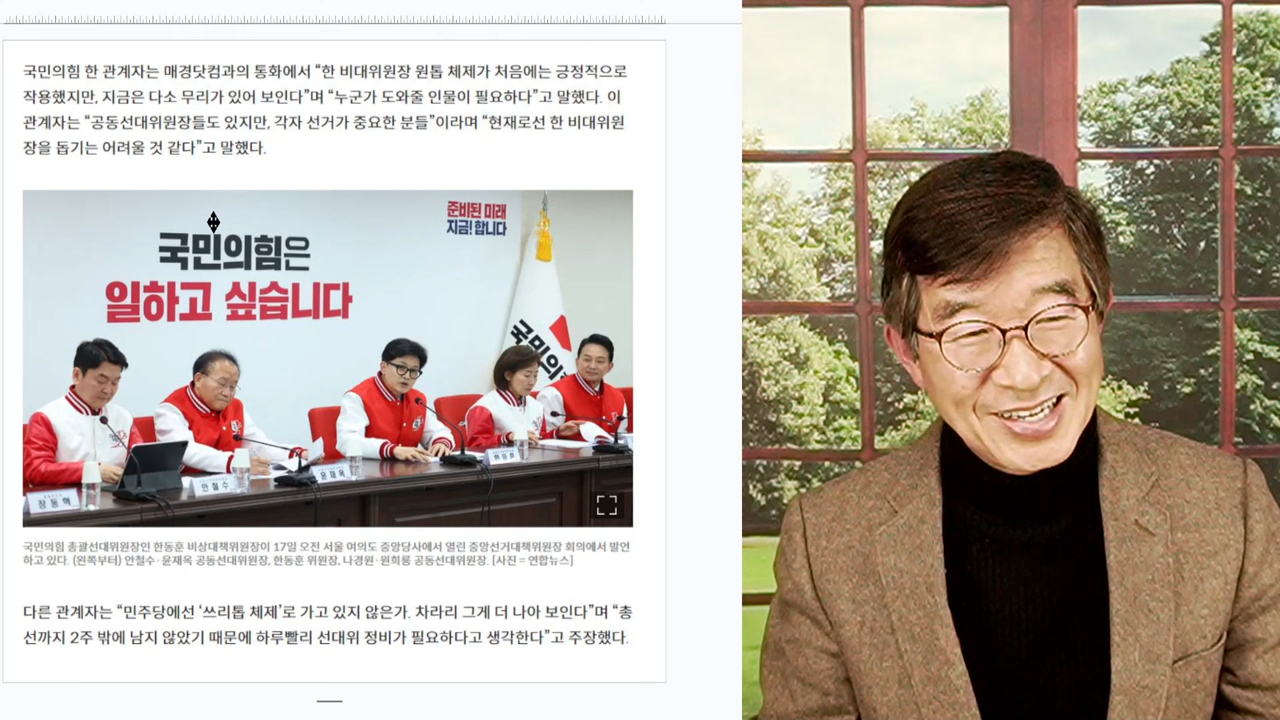 국민의힘 한 관계자는 매경닷컴과의 통화에서 “한 비대위원장 원톱 체제가 처음에는 긍정적으로
작용했지만, 지금은 다소 무리가 있어 보인다”며 “누군가 도와줄 인물이 필요하다”고 말했다. 이
관계자는 “공동선대위원장들도 있지만, 각자 선거가 중요한 분들”이라며 “현재로선 한 비대위원
장을 돕기는 어려울 것 같다”고 말했다.
준비된 미래
지금! 합니다
국민의힘은
일하고 싶습니다
국민의힘
장동혁
안철수
윤재옥
한동훈
국민의힘 총괄선대위원장인 한동훈 비상대책위원장이 17일 오전 서울 여의도 중앙당사에서 열린 중앙선거대책위원장 회의에서 발언
하고 있다. (왼쪽부터) 안철수·윤재옥 공동선대위원장, 한동훈 위원장, 나경원·원희룡 공동선대위원장. [사진 = 연합뉴스]
다른 관계자는 “민주당에선 ‘쓰리톱 체제’로 가고 있지 않은가. 차라리 그게 더 나아 보인다”며 “총
선까지 2주 밖에 남지 않았기 때문에 하루빨리 선대위 정비가 필요하다고 생각한다”고 주장했다.